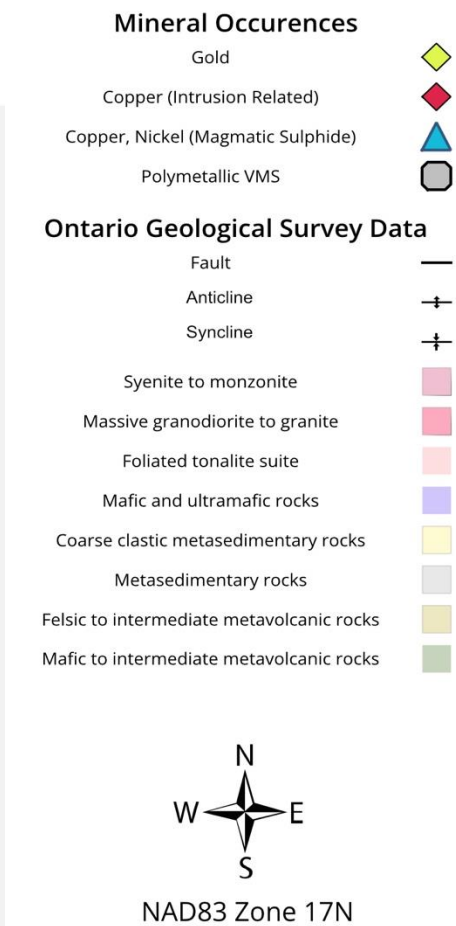 Mineral Occurences
Gold
Copper (Intrusion Related)
Copper, Nickel (Magmatic Sulphide)
Polymetallic VMS
Ontario Geological Survey Data
Fault
Anticline
Syncline
Syenite to monzonite
Massive granodiorite to granite
Foliated tonalite suite
Mafic and ultramafic rocks
Coarse clastic metasedimentary rocks
Metasedimentary rocks
Felsic to intermediate metavolcanic rocks
Mafic to intermediate metavolcanic rocks
N
W E
S
NAD83 Zone 17N